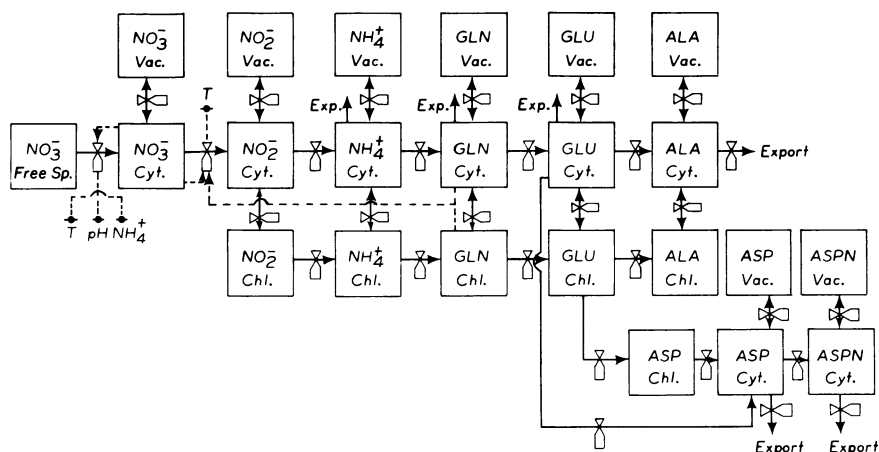 NO₃⁻
Vac.
NO₂⁻
Vac.
NH₄⁺
Vac.
GLN
Vac.
GLU
Vac.
ALA
Vac.
T
Exp.
Exp.
Exp.
NO₃⁻
Free Sp.
NO₃⁻
Cyt.
NO₂⁻
Cyt.
NH₄⁺
Cyt.
GLN
Cyt.
GLU
Cyt.
ALA
Cyt.
Export
T pH NH₄⁺
NO₂⁻
Chl.
NH₄⁺
Chl.
GLN
Chl.
GLU
Chl.
ALA
Chl.
ASP
Vac.
ASPN
Vac.
ASP
Chl.
ASP
Cyt.
ASPN
Cyt.
Export
Export